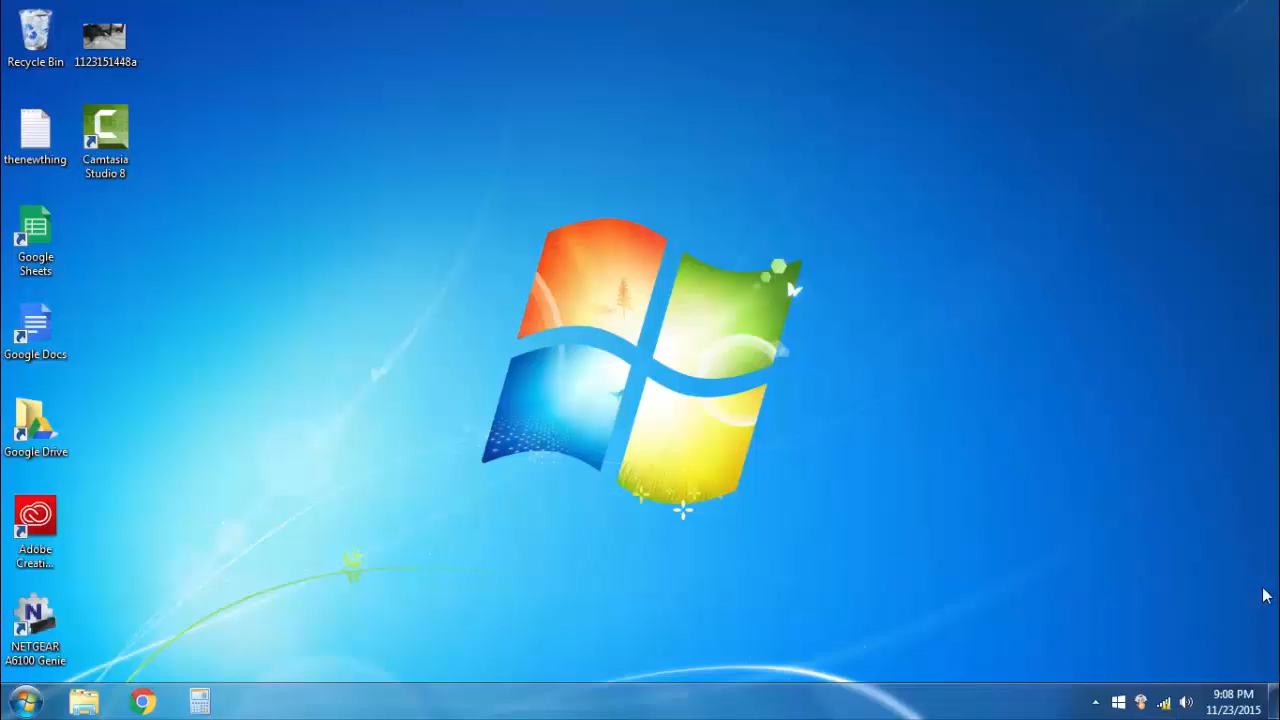 Recycle Bin
1123151448a
thenewthing
Camtasia
Studio 8
Google
Sheets
Google Docs
Google Drive
Adobe
Creati...
N
NETGEAR
A6100 Genie
9:08 PM
11/23/2015